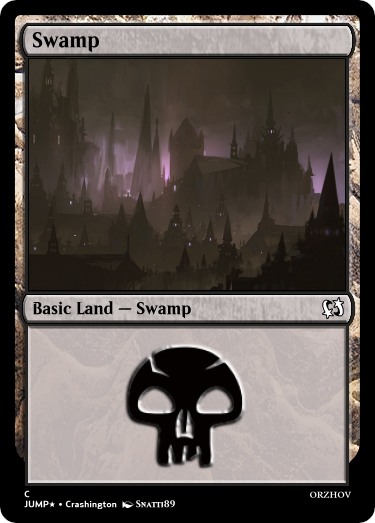 Swamp
Basic Land — Swamp
C
JUMP★ • Crashington Snatti89
ORZHOV